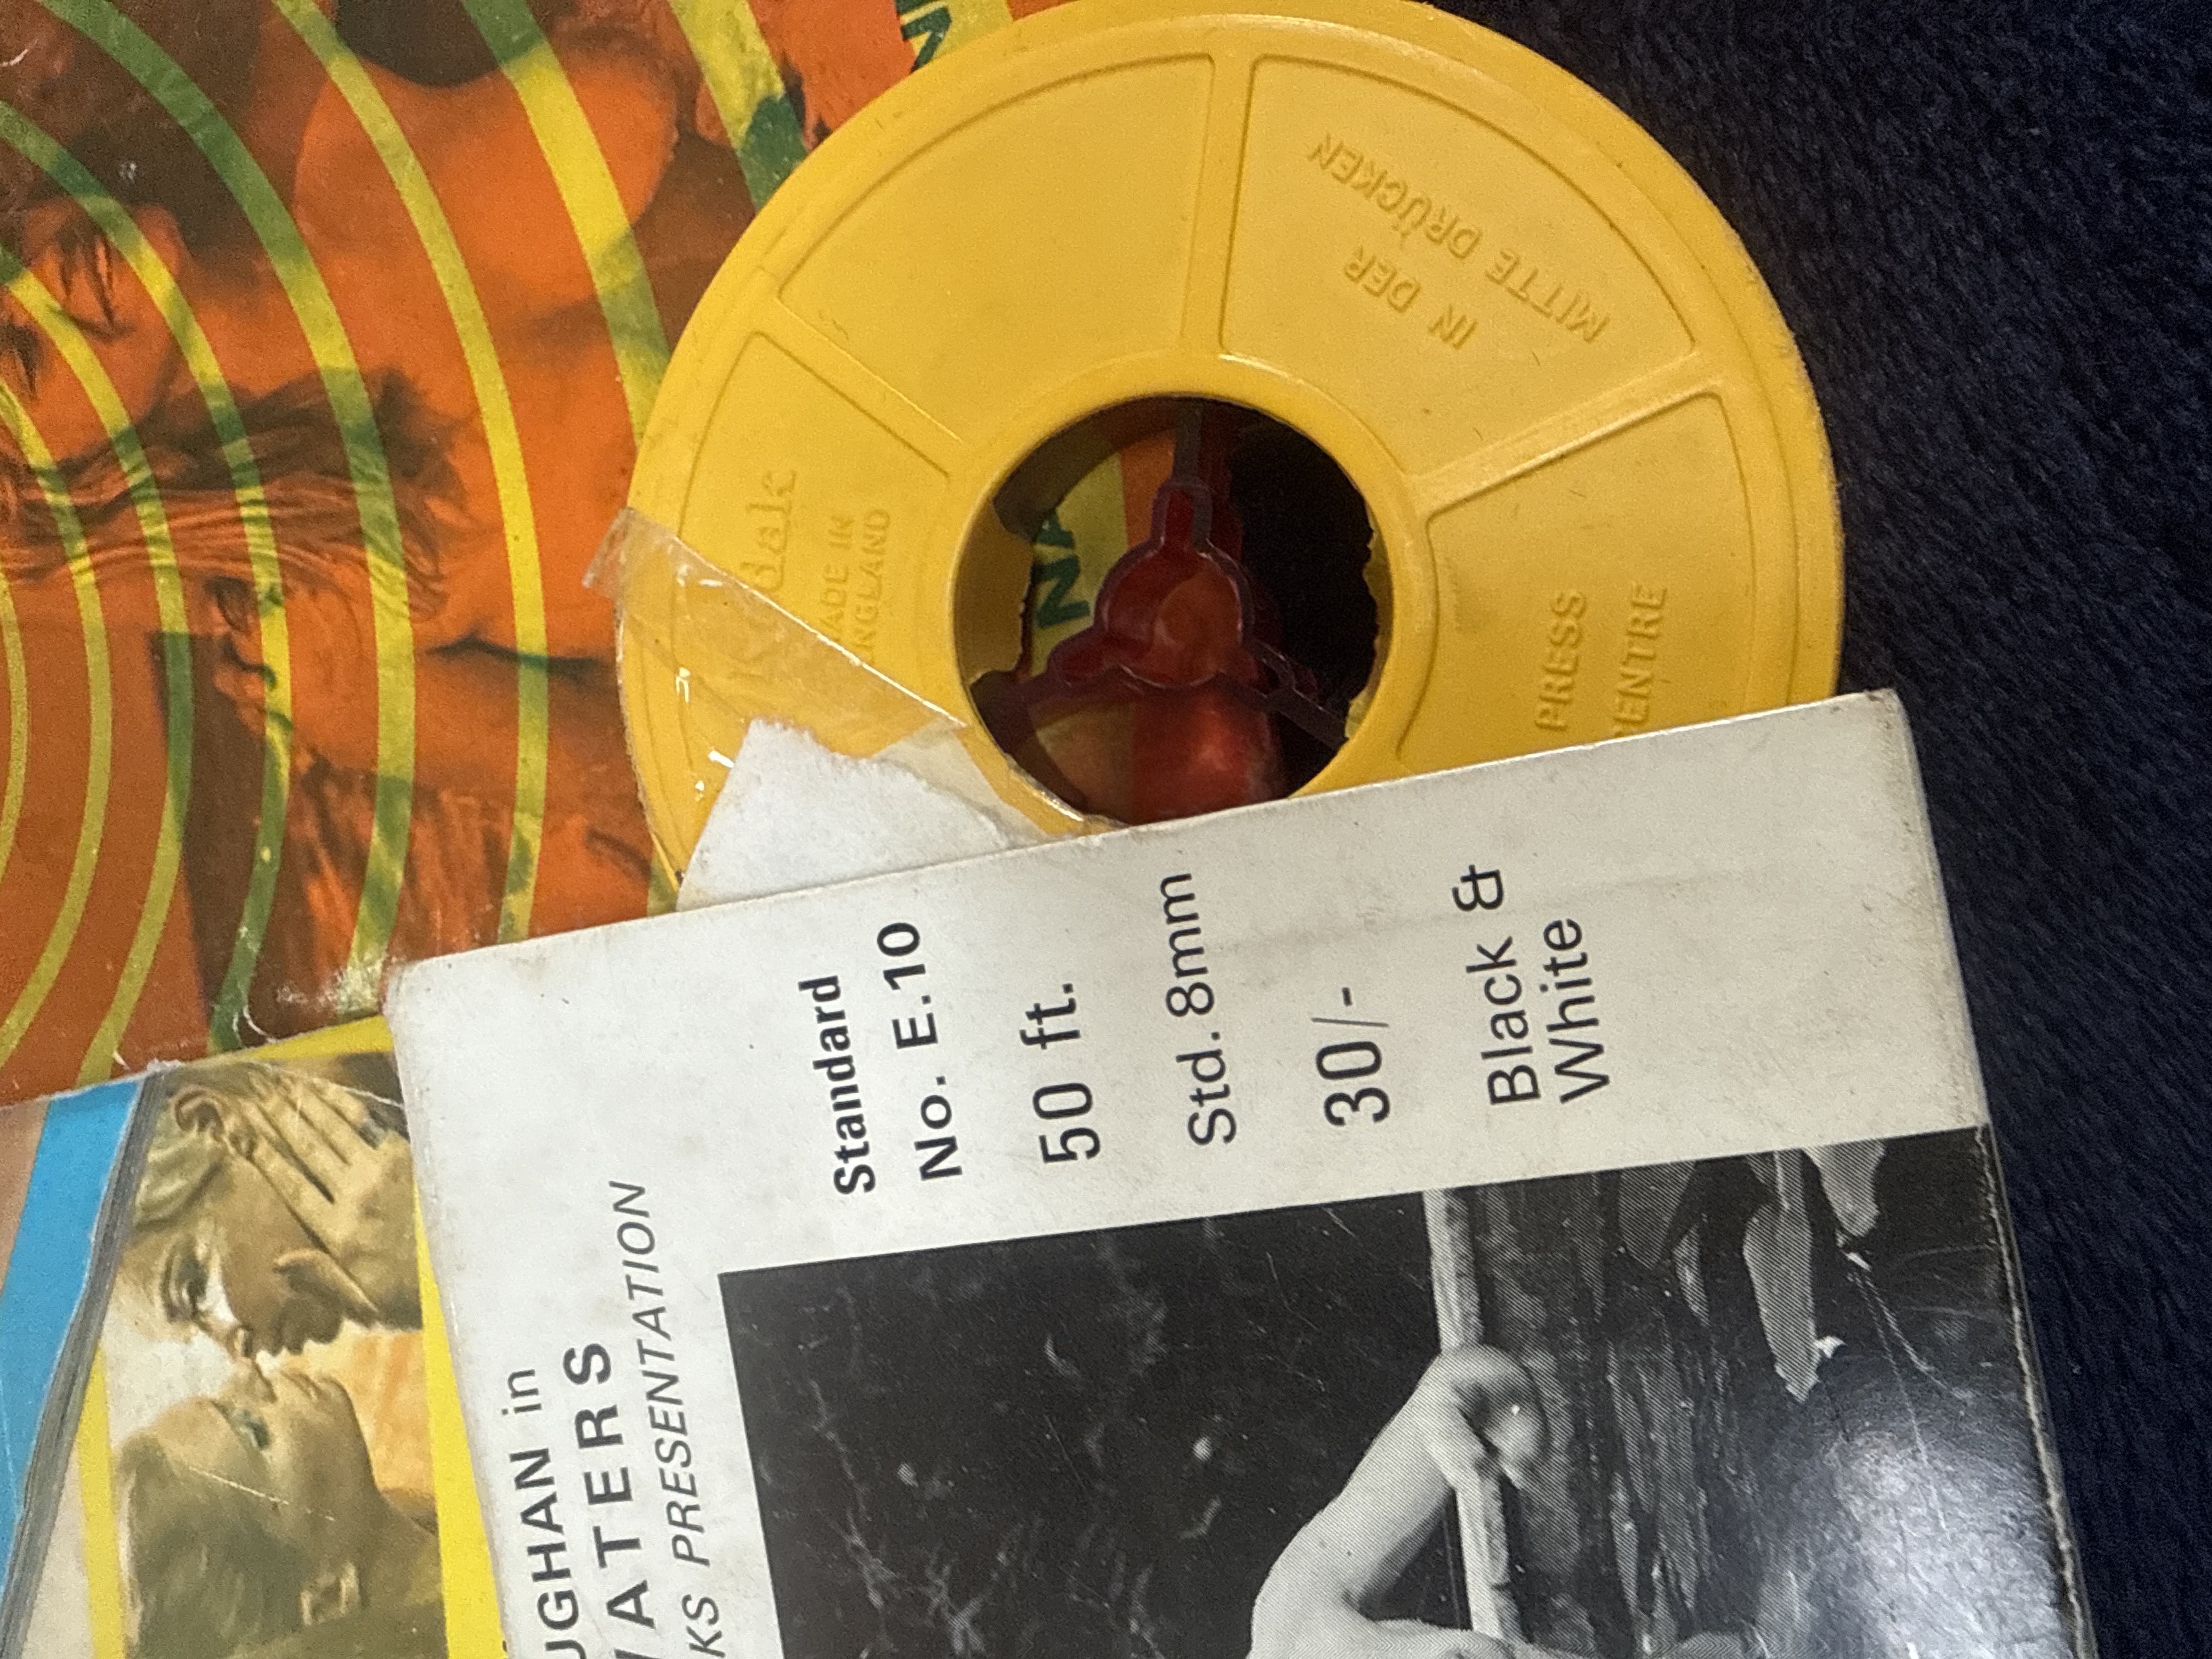 IN DER
MITTE DRÜCKEN
Kodak
MADE IN
ENGLAND
PRESS
CENTRE
Standard
No. E.10
50 ft.
Std. 8mm
30/-
Black &
White
UGHAN in
ATERS
KS PRESENTATION